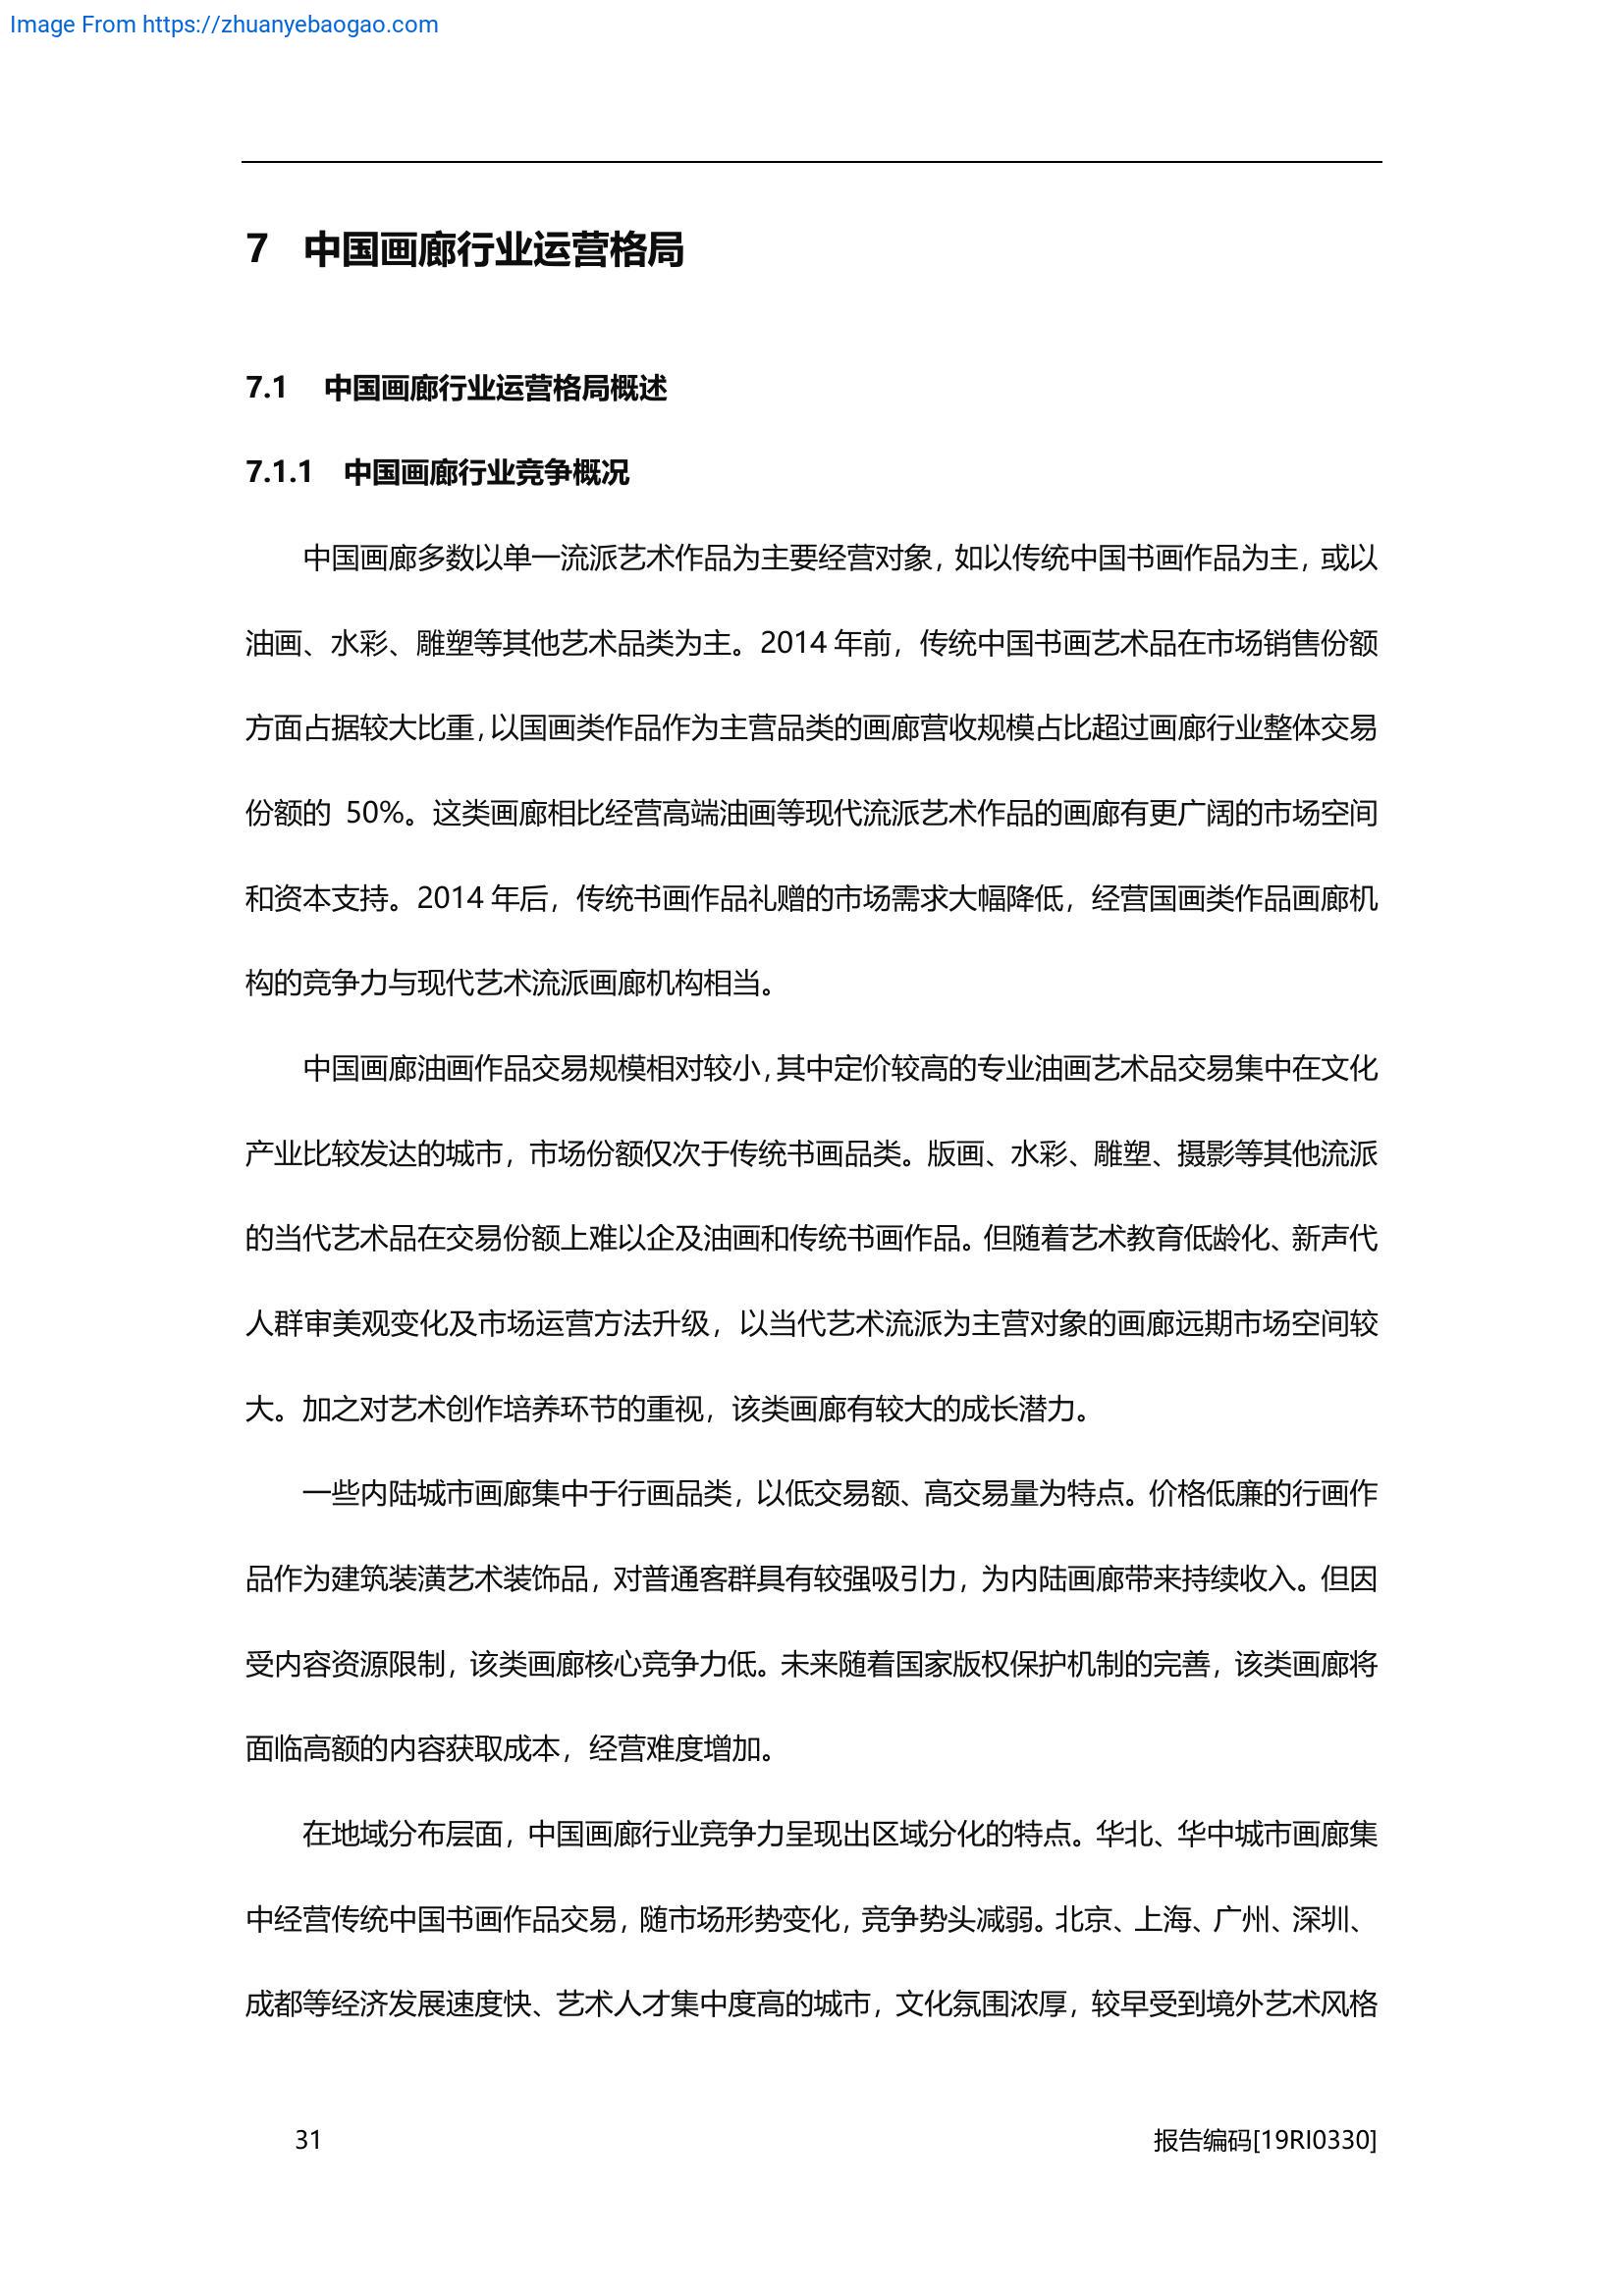 Image From https://zhuanyebaogao.com
7 中国画廊行业运营格局
7.1 中国画廊行业运营格局概述
7.1.1 中国画廊行业竞争概况
中国画廊多数以单一流派艺术作品为主要经营对象，如以传统中国书画作品为主，或以
油画、水彩、雕塑等其他艺术品类为主。2014 年前，传统中国书画艺术品在市场销售份额
方面占据较大比重，以国画类作品作为主营品类的画廊营收规模占比超过画廊行业整体交易
份额的 50%。这类画廊相比经营高端油画等现代流派艺术作品的画廊有更广阔的市场空间
和资本支持。2014 年后，传统书画作品礼赠的市场需求大幅降低，经营国画类作品画廊机
构的竞争力与现代艺术流派画廊机构相当。
中国画廊油画作品交易规模相对较小，其中定价较高的专业油画艺术品交易集中在文化
产业比较发达的城市，市场份额仅次于传统书画品类。版画、水彩、雕塑、摄影等其他流派
的当代艺术品在交易份额上难以企及油画和传统书画作品。但随着艺术教育低龄化、新声代
人群审美观变化及市场运营方法升级，以当代艺术流派为主营对象的画廊远期市场空间较
大。加之对艺术创作培养环节的重视，该类画廊有较大的成长潜力。
一些内陆城市画廊集中于行画品类，以低交易额、高交易量为特点。价格低廉的行画作
品作为建筑装潢艺术装饰品，对普通客群具有较强吸引力，为内陆画廊带来持续收入。但因
受内容资源限制，该类画廊核心竞争力低。未来随着国家版权保护机制的完善，该类画廊将
面临高额的内容获取成本，经营难度增加。
在地域分布层面，中国画廊行业竞争力呈现出区域分化的特点。华北、华中城市画廊集
中经营传统中国书画作品交易，随市场形势变化，竞争势头减弱。北京、上海、广州、深圳、
成都等经济发展速度快、艺术人才集中度高的城市，文化氛围浓厚，较早受到境外艺术风格
31
报告编码[19RI0330]